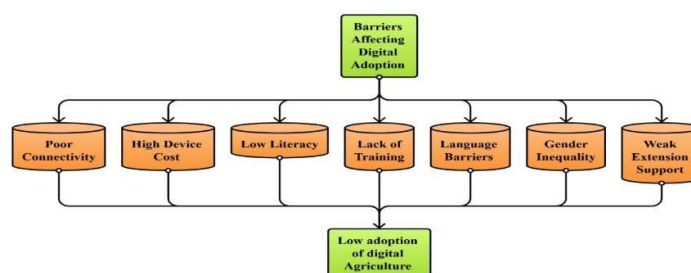 Barriers
Affecting
Digital
Adoption
Poor
Connectivity
High Device
Cost
Low Literacy
Lack of
Training
Language
Barriers
Gender
Inequality
Weak
Extension
Support
Low adoption
of digital
Agriculture